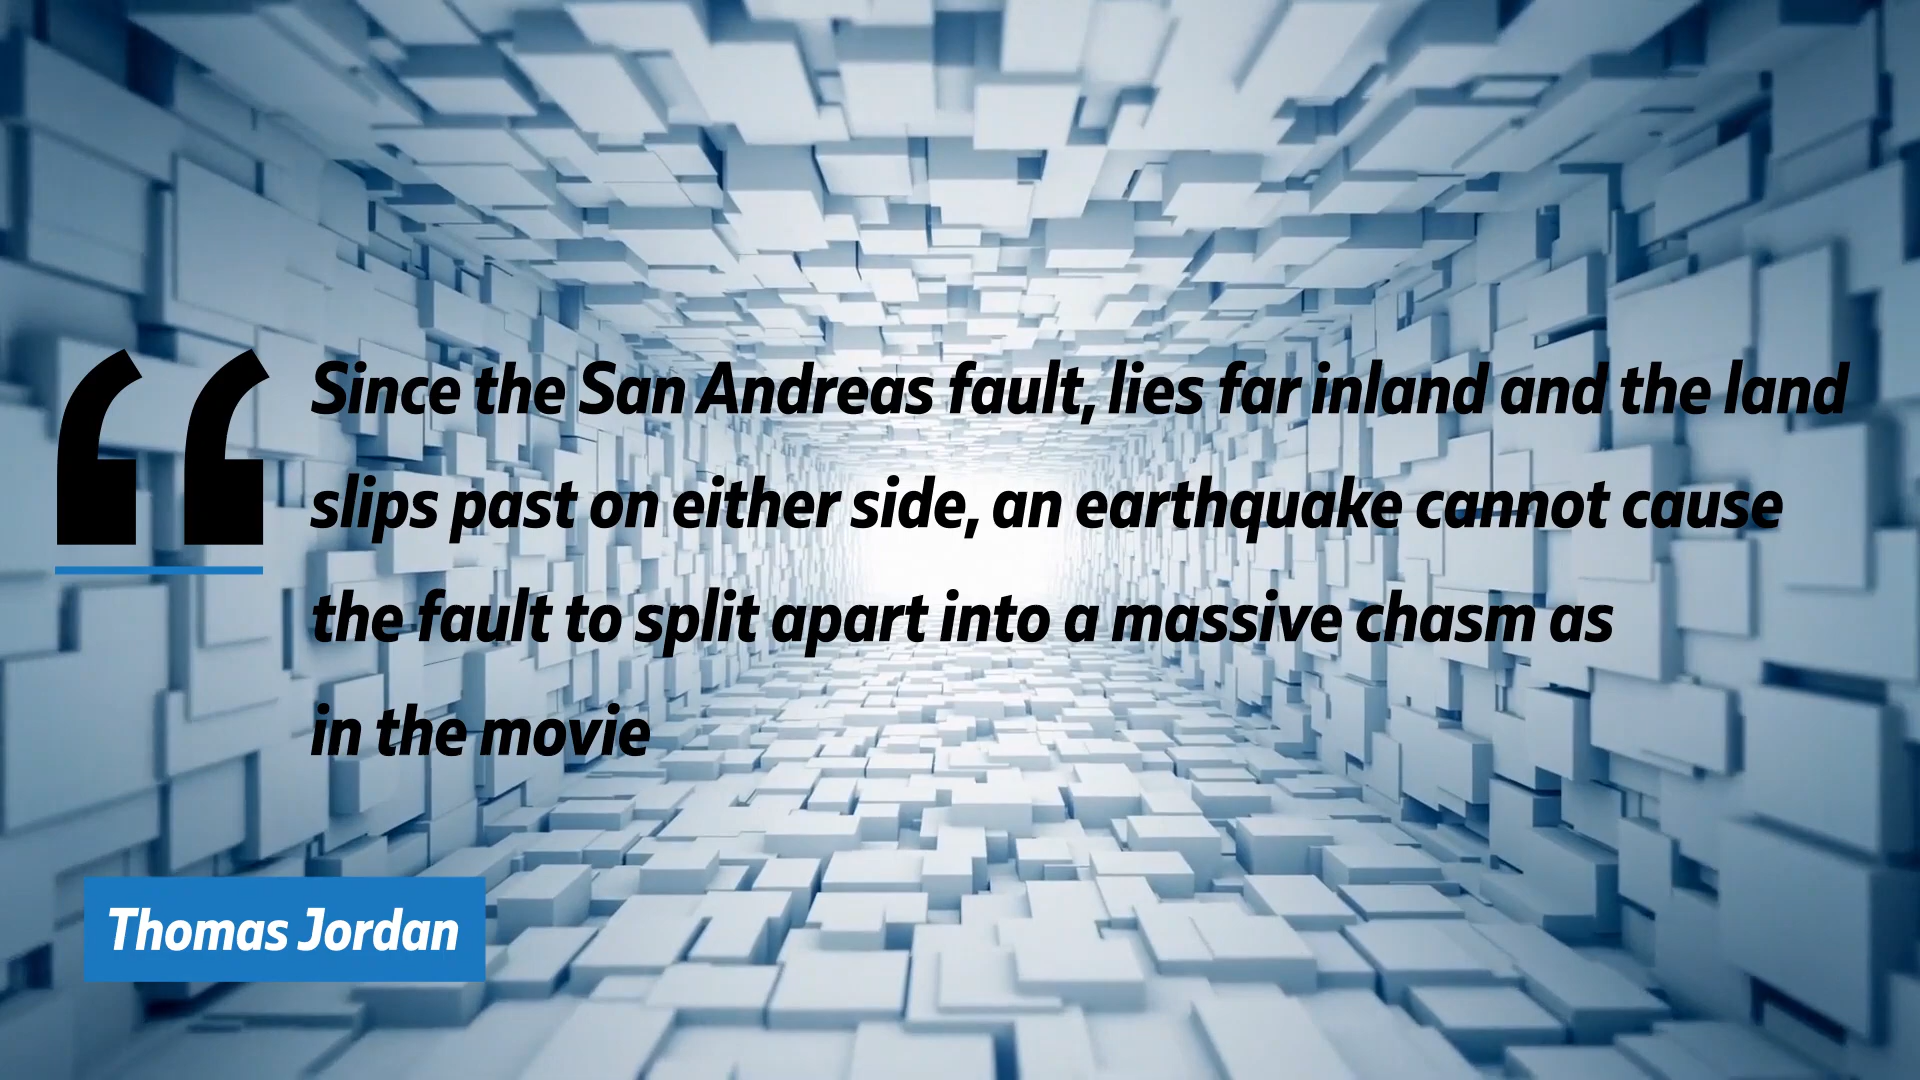 Since the San Andreas fault, lies far inland and the land
slips past on either side, an earthquake cannot cause
the fault to split apart into a massive chasm as
in the movie
Thomas Jordan